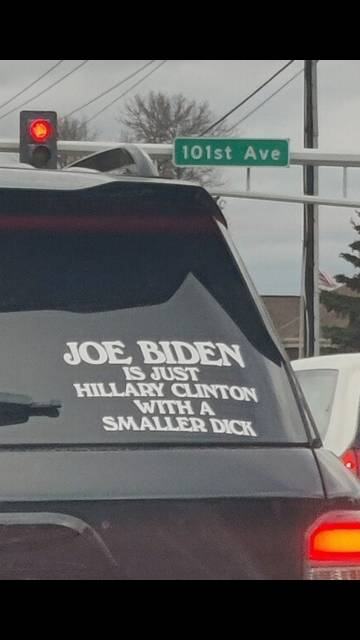 101st Ave
JOE BIDEN
IS JUST
HILLARY CLINTON
WITH A
SMALLER DICK